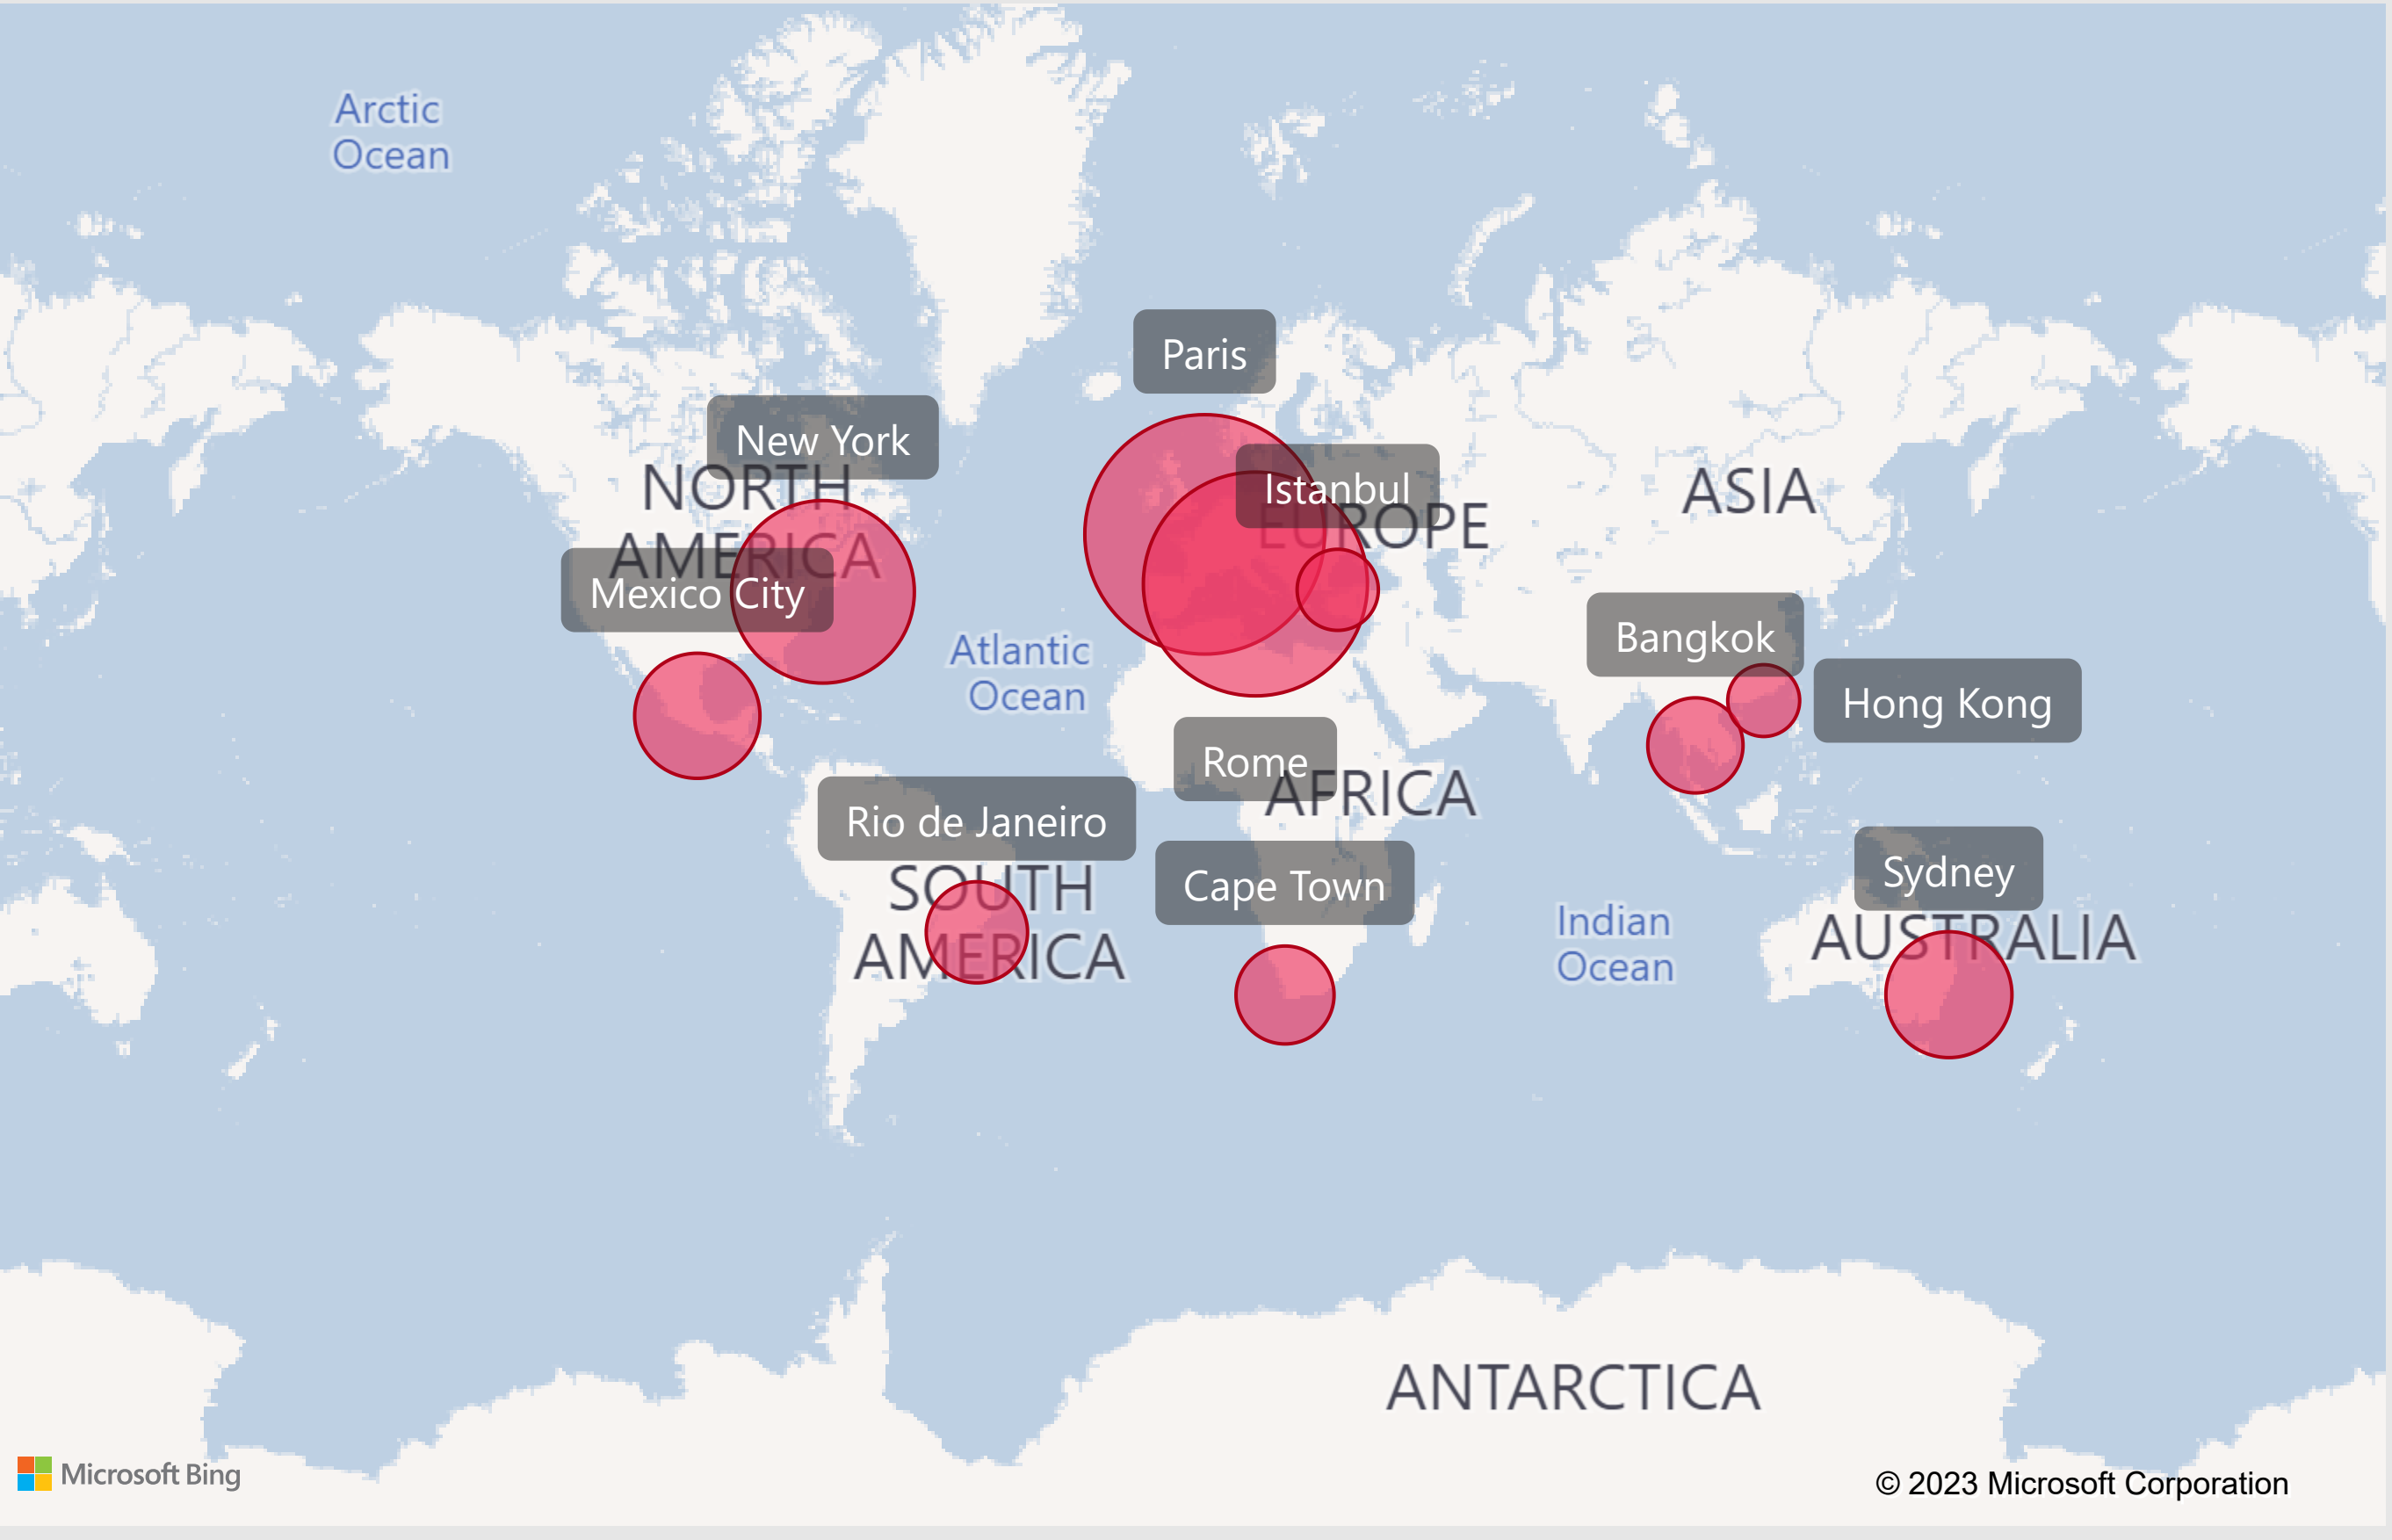 Arctic
Ocean
Paris
New York
NORTH
AMERICA
Istanbul
EUROPE
ASIA
Mexico City
Atlantic
Ocean
Bangkok
Hong Kong
Rome
AFRICA
Rio de Janeiro
SOUTH
AMERICA
Cape Town
Sydney
AUSTRALIA
Indian
Ocean
ANTARCTICA
Microsoft Bing
© 2023 Microsoft Corporation